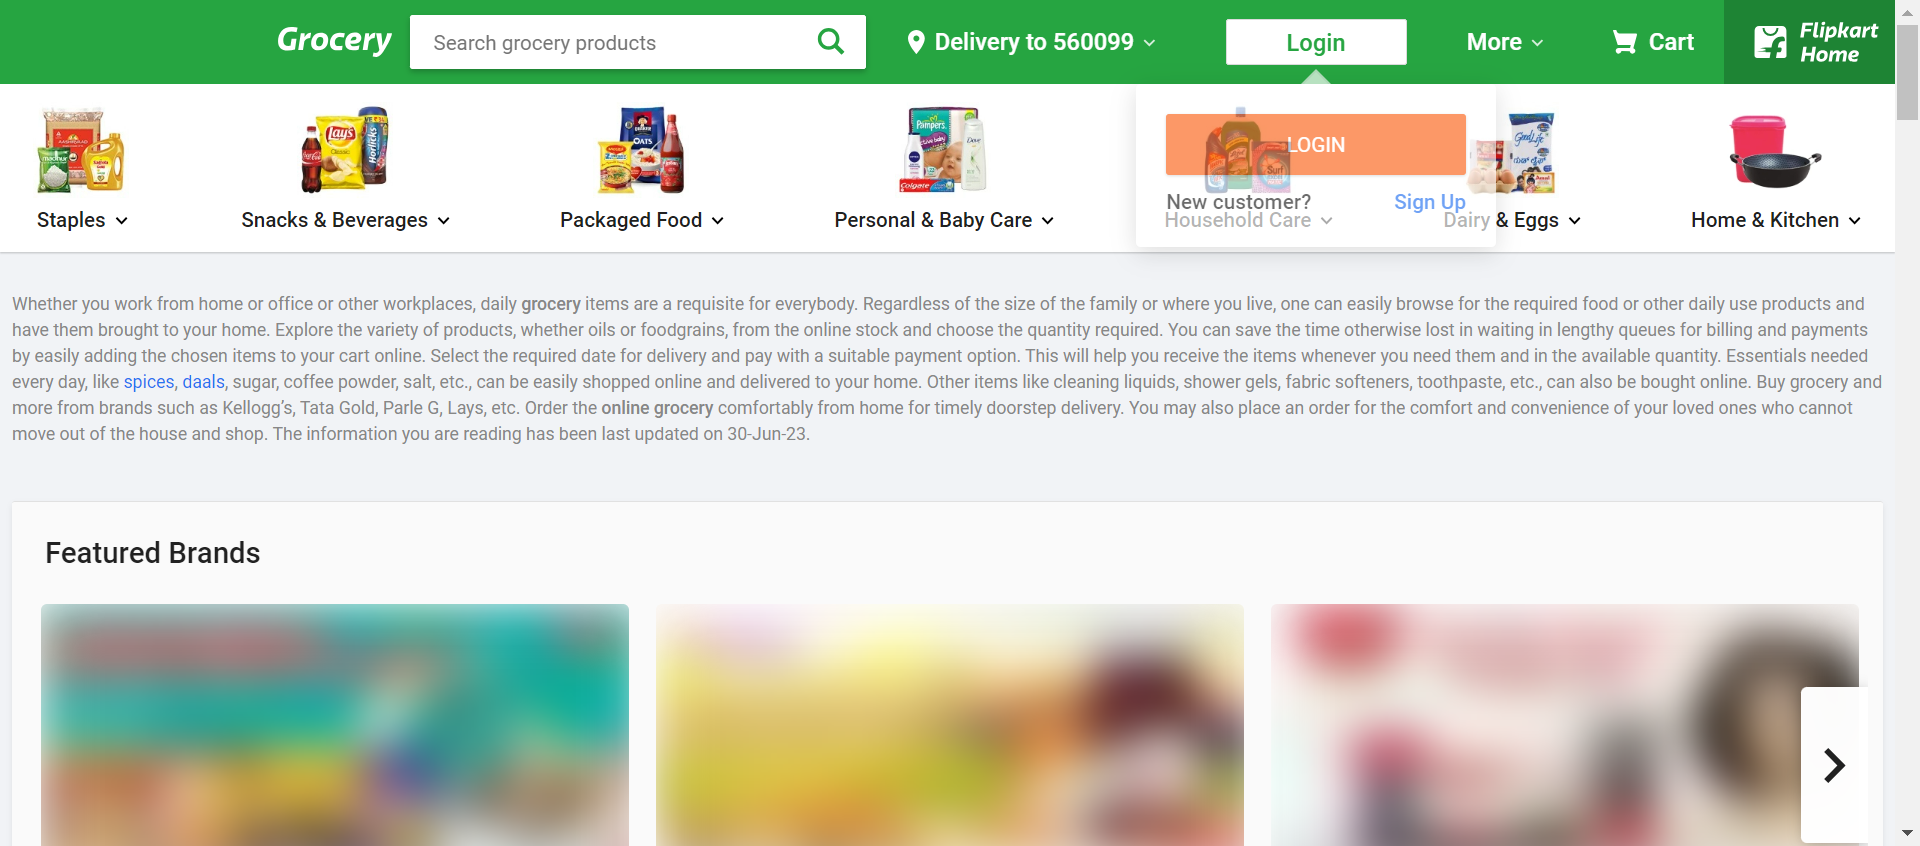 Grocery
Search grocery products
Delivery to 560099
Login
More
Cart
Flipkart
Home
LOGIN
New customer?
Sign Up
Staples
Snacks & Beverages
Packaged Food
Personal & Baby Care
Household Care
Dairy & Eggs
Home & Kitchen
Whether you work from home or office or other workplaces, daily grocery items are a requisite for everybody. Regardless of the size of the family or where you live, one can easily browse for the required food or other daily use products and
have them brought to your home. Explore the variety of products, whether oils or foodgrains, from the online stock and choose the quantity required. You can save the time otherwise lost in waiting in lengthy queues for billing and payments
by easily adding the chosen items to your cart online. Select the required date for delivery and pay with a suitable payment option. This will help you receive the items whenever you need them and in the available quantity. Essentials needed
every day, like spices, daals, sugar, coffee powder, salt, etc., can be easily shopped online and delivered to your home. Other items like cleaning liquids, shower gels, fabric softeners, toothpaste, etc., can also be bought online. Buy grocery and
more from brands such as Kellogg’s, Tata Gold, Parle G, Lays, etc. Order the online grocery comfortably from home for timely doorstep delivery. You may also place an order for the comfort and convenience of your loved ones who cannot
move out of the house and shop. The information you are reading has been last updated on 30-Jun-23.
Featured Brands